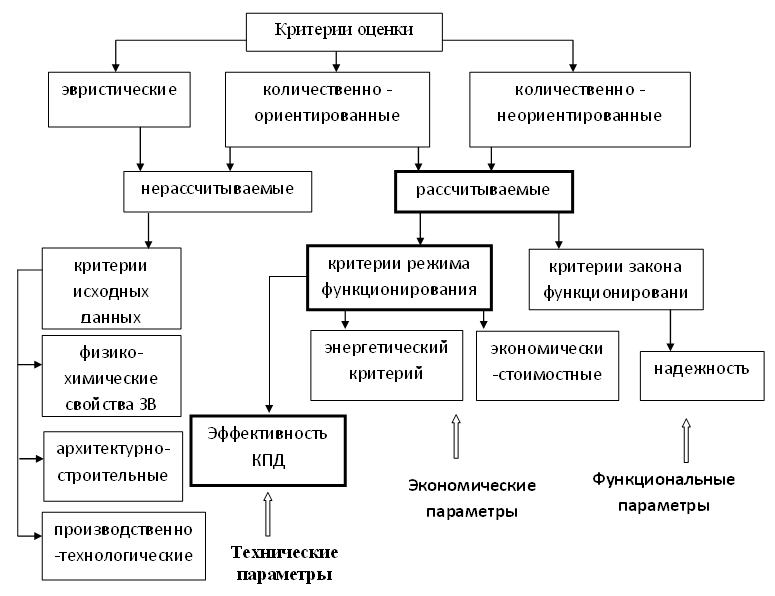 Критерии оценки
эвристические
количественно -
ориентированные
количественно -
неориентированные
нерассчитываемые
рассчитываемые
критерии
исходных
данных
критерии режима
функционирования
критерии закона
функционировани
физико-
химические
свойства ЗВ
энергетический
критерий
экономически
-стоимостные
надежность
архитектурно-
строительные
Эффективность
КПД
производственно
-технологические
Технические
параметры
Экономические
параметры
Функциональные
параметры